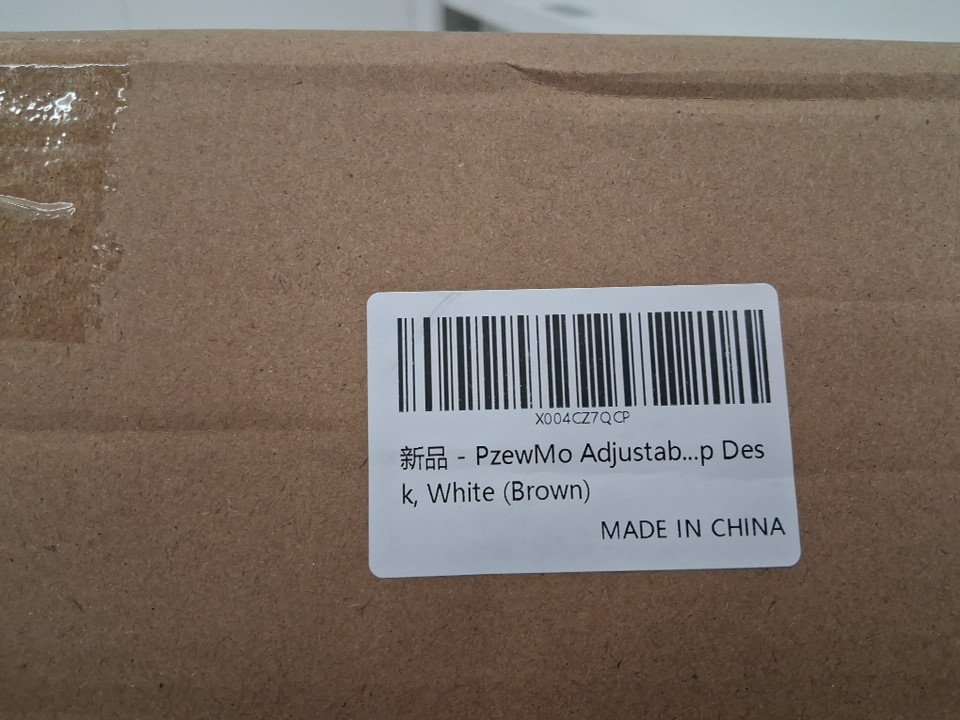 X004CZ7QCP
新品 - PzewMo Adjustab...p Des
k, White (Brown)
MADE IN CHINA